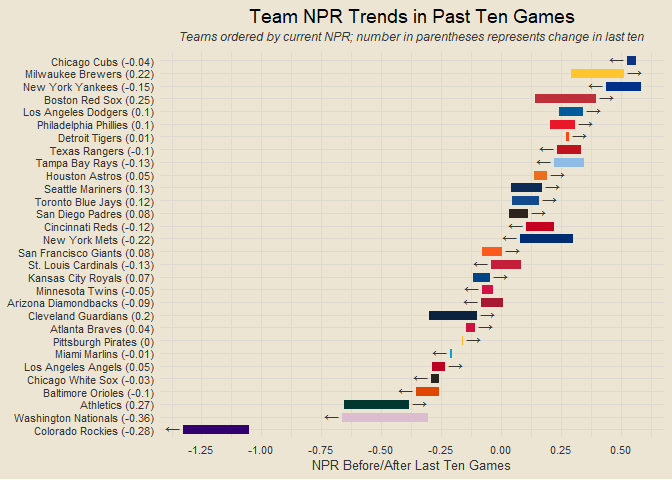 Team NPR Trends in Past Ten Games
Teams ordered by current NPR; number in parentheses represents change in last ten
Chicago Cubs (-0.04)
Milwaukee Brewers (0.22)
New York Yankees (-0.15)
Boston Red Sox (0.25)
Los Angeles Dodgers (0.1)
Philadelphia Phillies (0.1)
Detroit Tigers (0.01)
Texas Rangers (-0.1)
Tampa Bay Rays (-0.13)
Houston Astros (0.05)
Seattle Mariners (0.13)
Toronto Blue Jays (0.12)
San Diego Padres (0.08)
Cincinnati Reds (-0.12)
New York Mets (-0.22)
San Francisco Giants (0.08)
St. Louis Cardinals (-0.13)
Kansas City Royals (0.07)
Minnesota Twins (-0.05)
Arizona Diamondbacks (-0.09)
Cleveland Guardians (0.2)
Atlanta Braves (0.04)
Pittsburgh Pirates (0)
Miami Marlins (-0.01)
Los Angeles Angels (0.05)
Chicago White Sox (-0.03)
Baltimore Orioles (-0.1)
Athletics (0.27)
Washington Nationals (-0.36)
Colorado Rockies (-0.28)
-1.25 -1.00 -0.75 -0.50 -0.25 0.00 0.25 0.50
NPR Before/After Last Ten Games